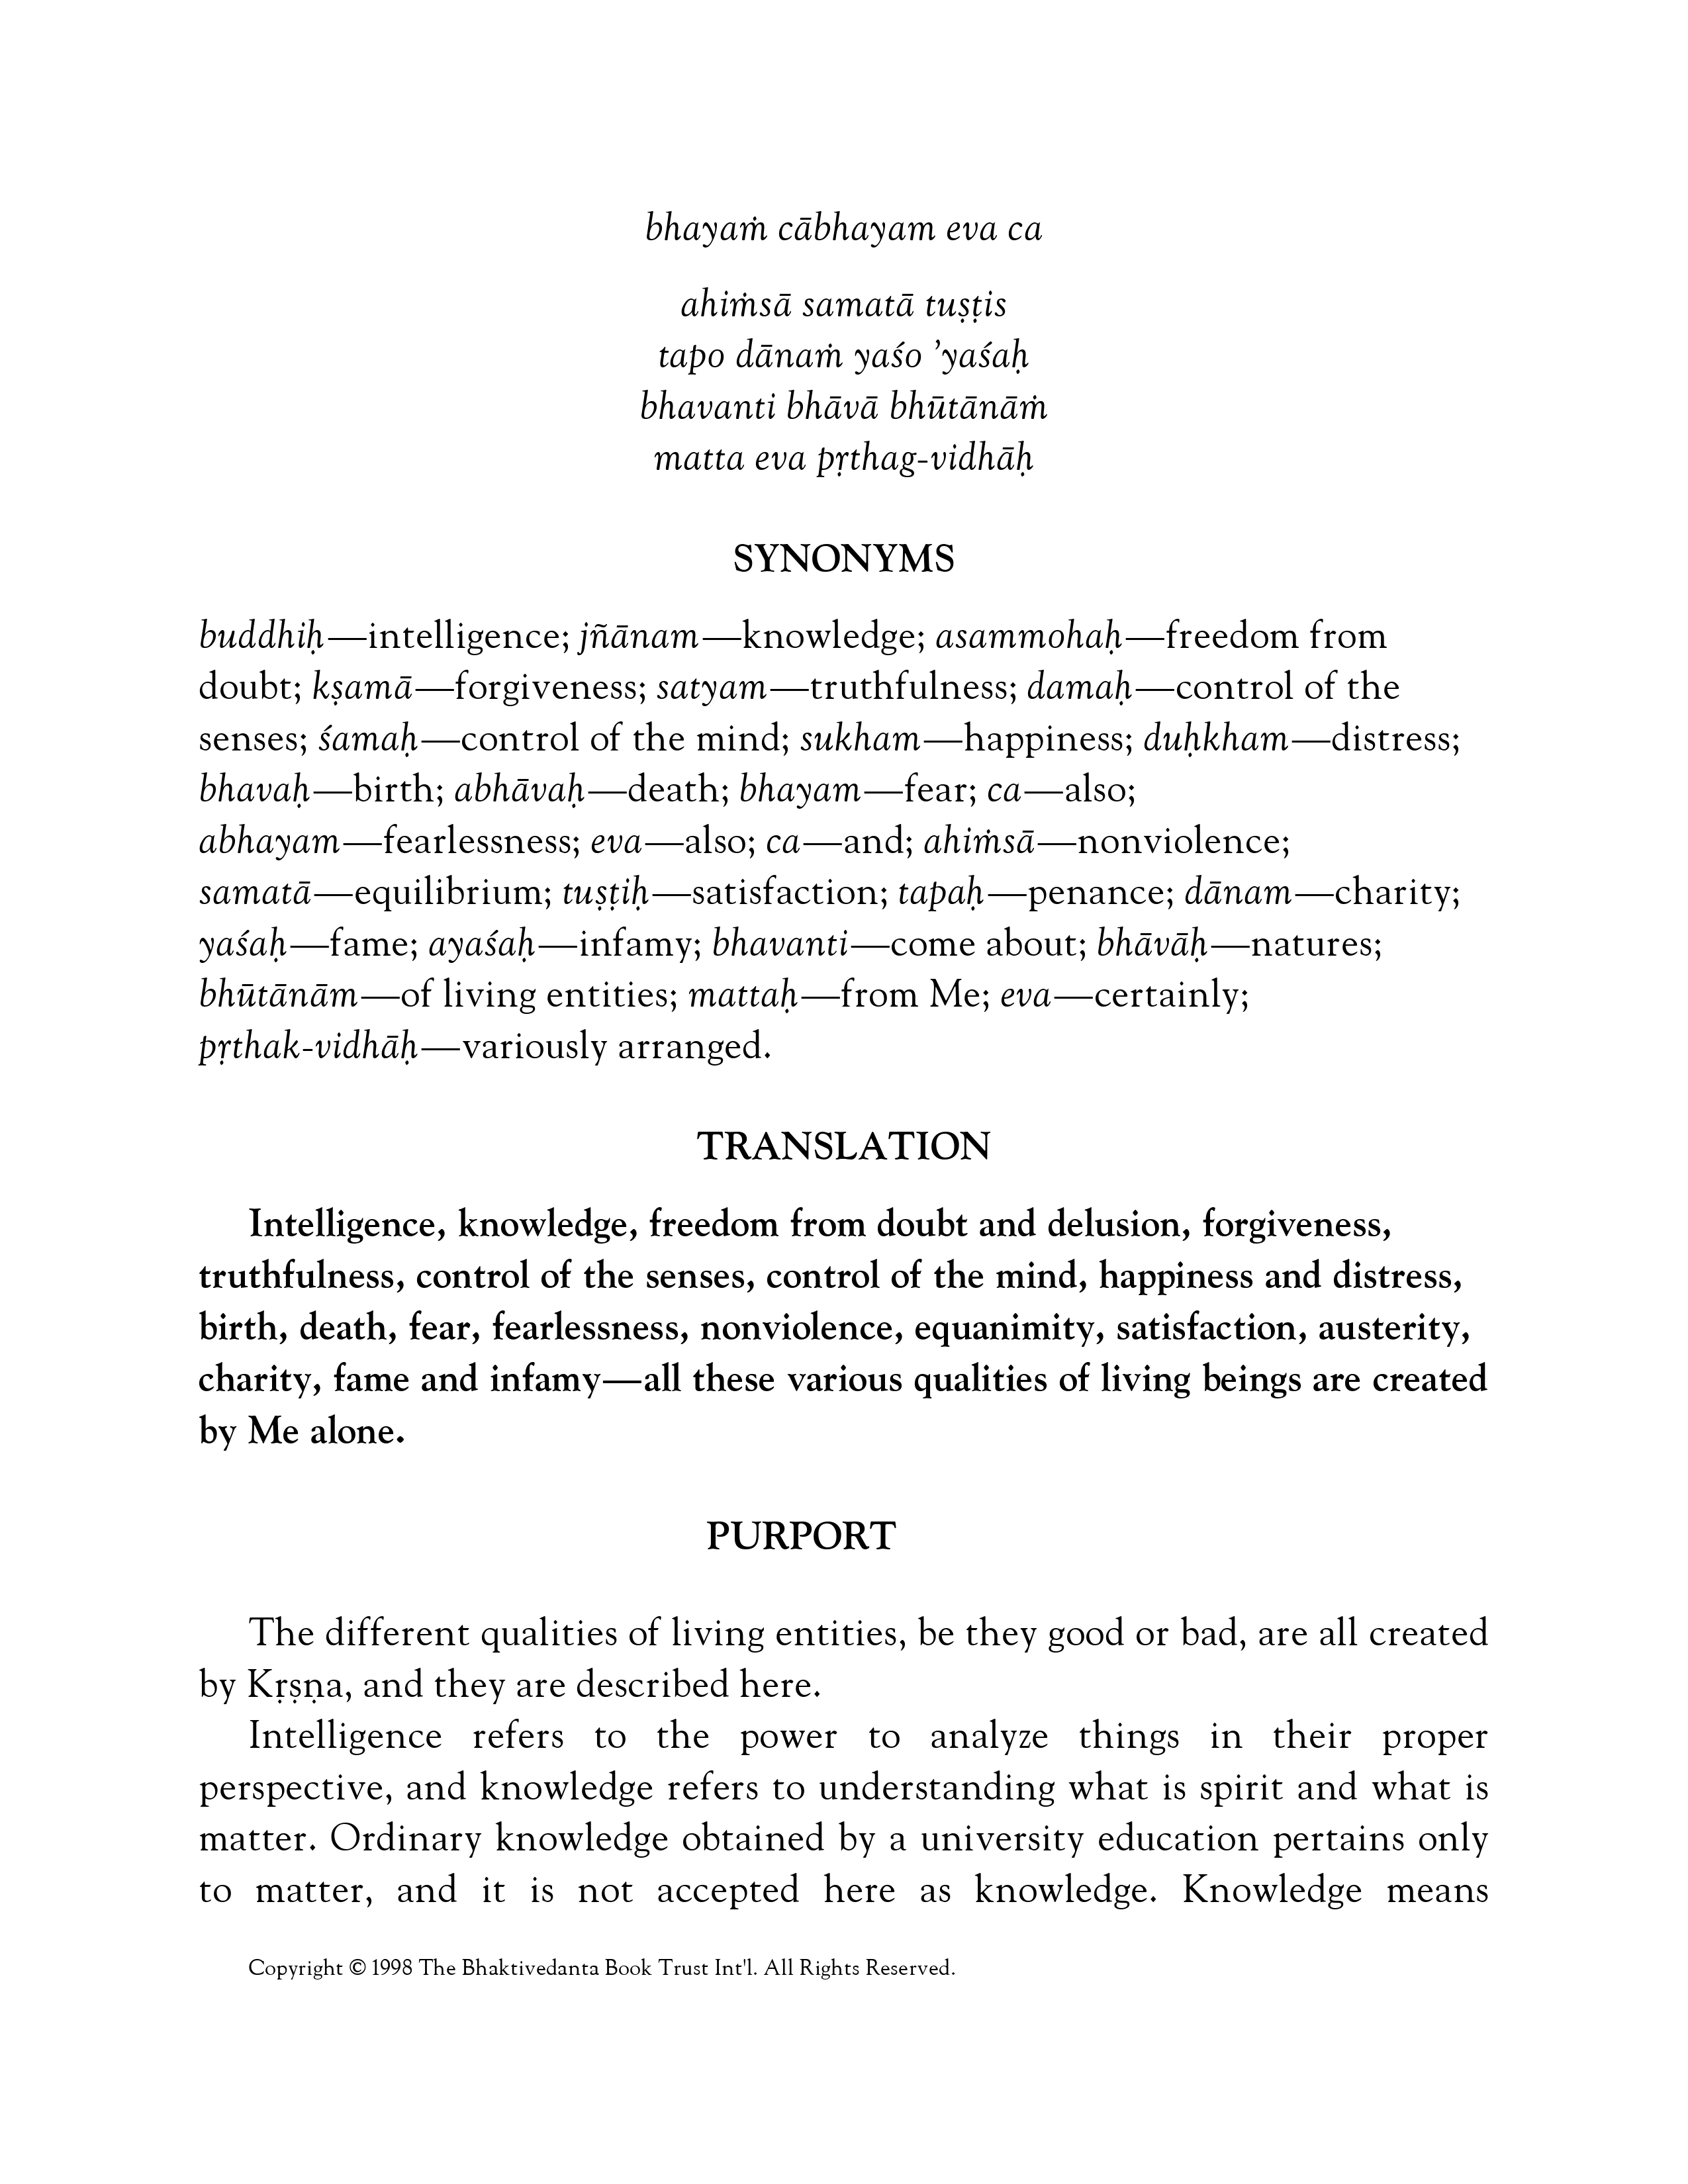 bhayaṁ cābhayam eva ca
ahiṁsā samatā tuṣṭis
tapo dānaṁ yaśo ’yaśaḥ
bhavanti bhāvā bhūtānāṁ
matta eva pṛthag-vidhāḥ
SYNONYMS
buddhiḥ—intelligence; jñānam—knowledge; asammohaḥ—freedom from
doubt; kṣamā—forgiveness; satyam—truthfulness; damaḥ—control of the
senses; śamaḥ—control of the mind; sukham—happiness; duḥkham—distress;
bhavaḥ—birth; abhāvaḥ—death; bhayam—fear; ca—also;
abhayam—fearlessness; eva—also; ca—and; ahiṁsā—nonviolence;
samatā—equilibrium; tuṣṭiḥ—satisfaction; tapaḥ—penance; dānam—charity;
yaśaḥ—fame; ayaśaḥ—infamy; bhavanti—come about; bhāvāḥ—natures;
bhūtānām—of living entities; mattaḥ—from Me; eva—certainly;
pṛthak-vidhāḥ—variously arranged.
TRANSLATION
Intelligence, knowledge, freedom from doubt and delusion, forgiveness,
truthfulness, control of the senses, control of the mind, happiness and distress,
birth, death, fear, fearlessness, nonviolence, equanimity, satisfaction, austerity,
charity, fame and infamy—all these various qualities of living beings are created
by Me alone.
PURPORT
The different qualities of living entities, be they good or bad, are all created
by Kṛṣṇa, and they are described here.
Intelligence refers to the power to analyze things in their proper
perspective, and knowledge refers to understanding what is spirit and what is
matter. Ordinary knowledge obtained by a university education pertains only
to matter, and it is not accepted here as knowledge. Knowledge means
Copyright © 1998 The Bhaktivedanta Book Trust Int'l. All Rights Reserved.